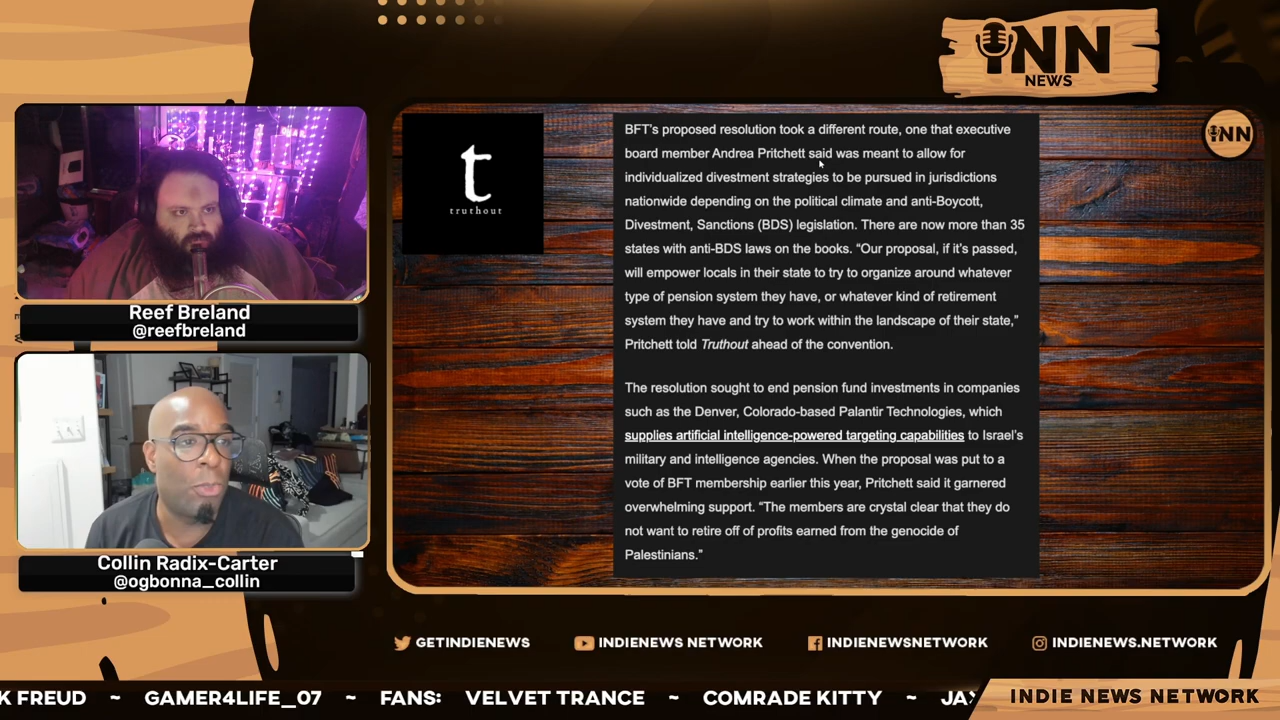 iNN
NEWS
iNN
t
truthout
BFT's proposed resolution took a different route, one that executive
board member Andrea Pritchett said was meant to allow for
individualized divestment strategies to be pursued in jurisdictions
nationwide depending on the political climate and anti-Boycott,
Divestment, Sanctions (BDS) legislation. There are now more than 35
states with anti-BDS laws on the books. “Our proposal, if it's passed,
will empower locals in their state to try to organize around whatever
type of pension system they have, or whatever kind of retirement
system they have and try to work within the landscape of their state,”
Pritchett told Truthout ahead of the convention.
The resolution sought to end pension fund investments in companies
such as the Denver, Colorado-based Palantir Technologies, which
supplies artificial intelligence-powered targeting capabilities to Israel's
military and intelligence agencies. When the proposal was put to a
vote of BFT membership earlier this year, Pritchett said it garnered
overwhelming support. “The members are crystal clear that they do
not want to retire off of profits earned from the genocide of
Palestinians.”
Reef Breland
@reefbreland
Collin Radix-Carter
@ogbonna_collin
GETINDIENEWS INDIENEWS NETWORK INDIENEWSNETWORK INDIENEWS.NETWORK
K FREUD ~ GAMER4LIFE_07 ~ FANS: VELVET TRANCE ~ COMRADE KITTY ~ JAX
INDIE NEWS NETWORK